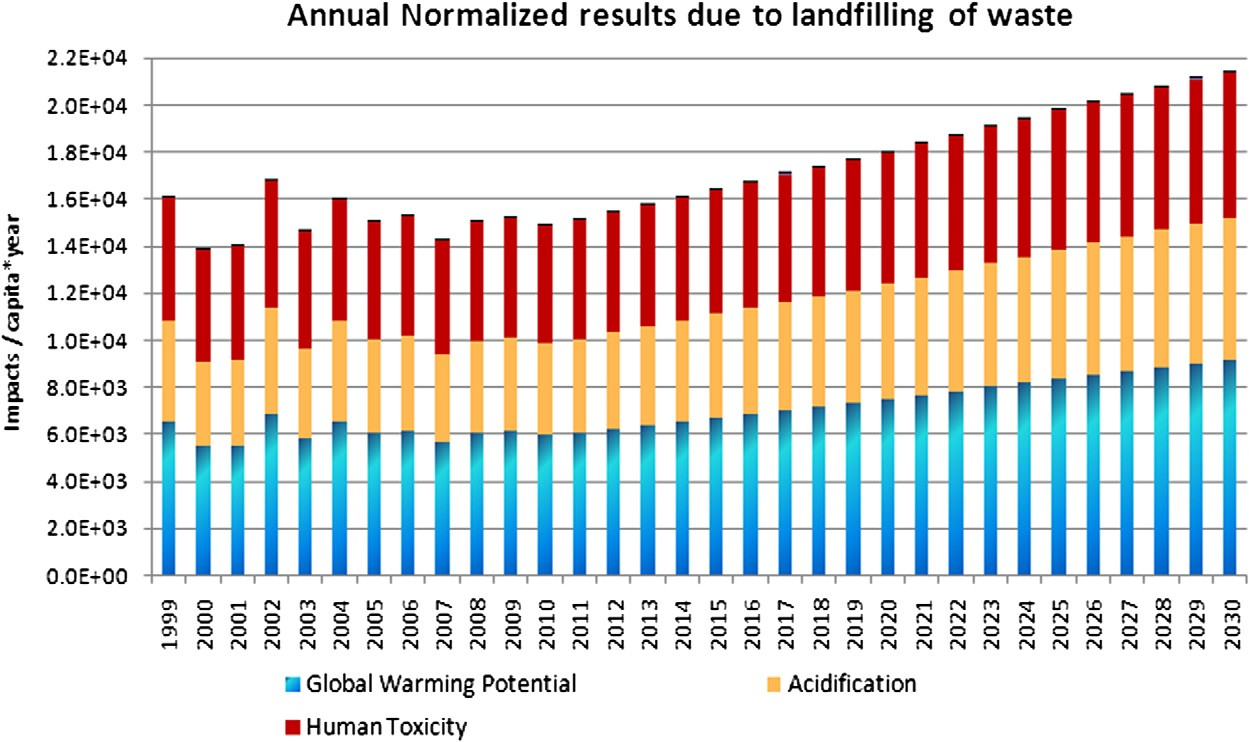 Annual Normalized results due to landfilling of waste
Impacts /capita*year
2.2E+04
2.0E+04
1.8E+04
1.6E+04
1.4E+04
1.2E+04
1.0E+04
8.0E+03
6.0E+03
4.0E+03
2.0E+03
0.0E+00
1999
2000
2001
2002
2003
2004
2005
2006
2007
2008
2009
2010
2011
2012
2013
2014
2015
2016
2017
2018
2019
2020
2021
2022
2023
2024
2025
2026
2027
2028
2029
2030
Global Warming Potential
Acidification
Human Toxicity